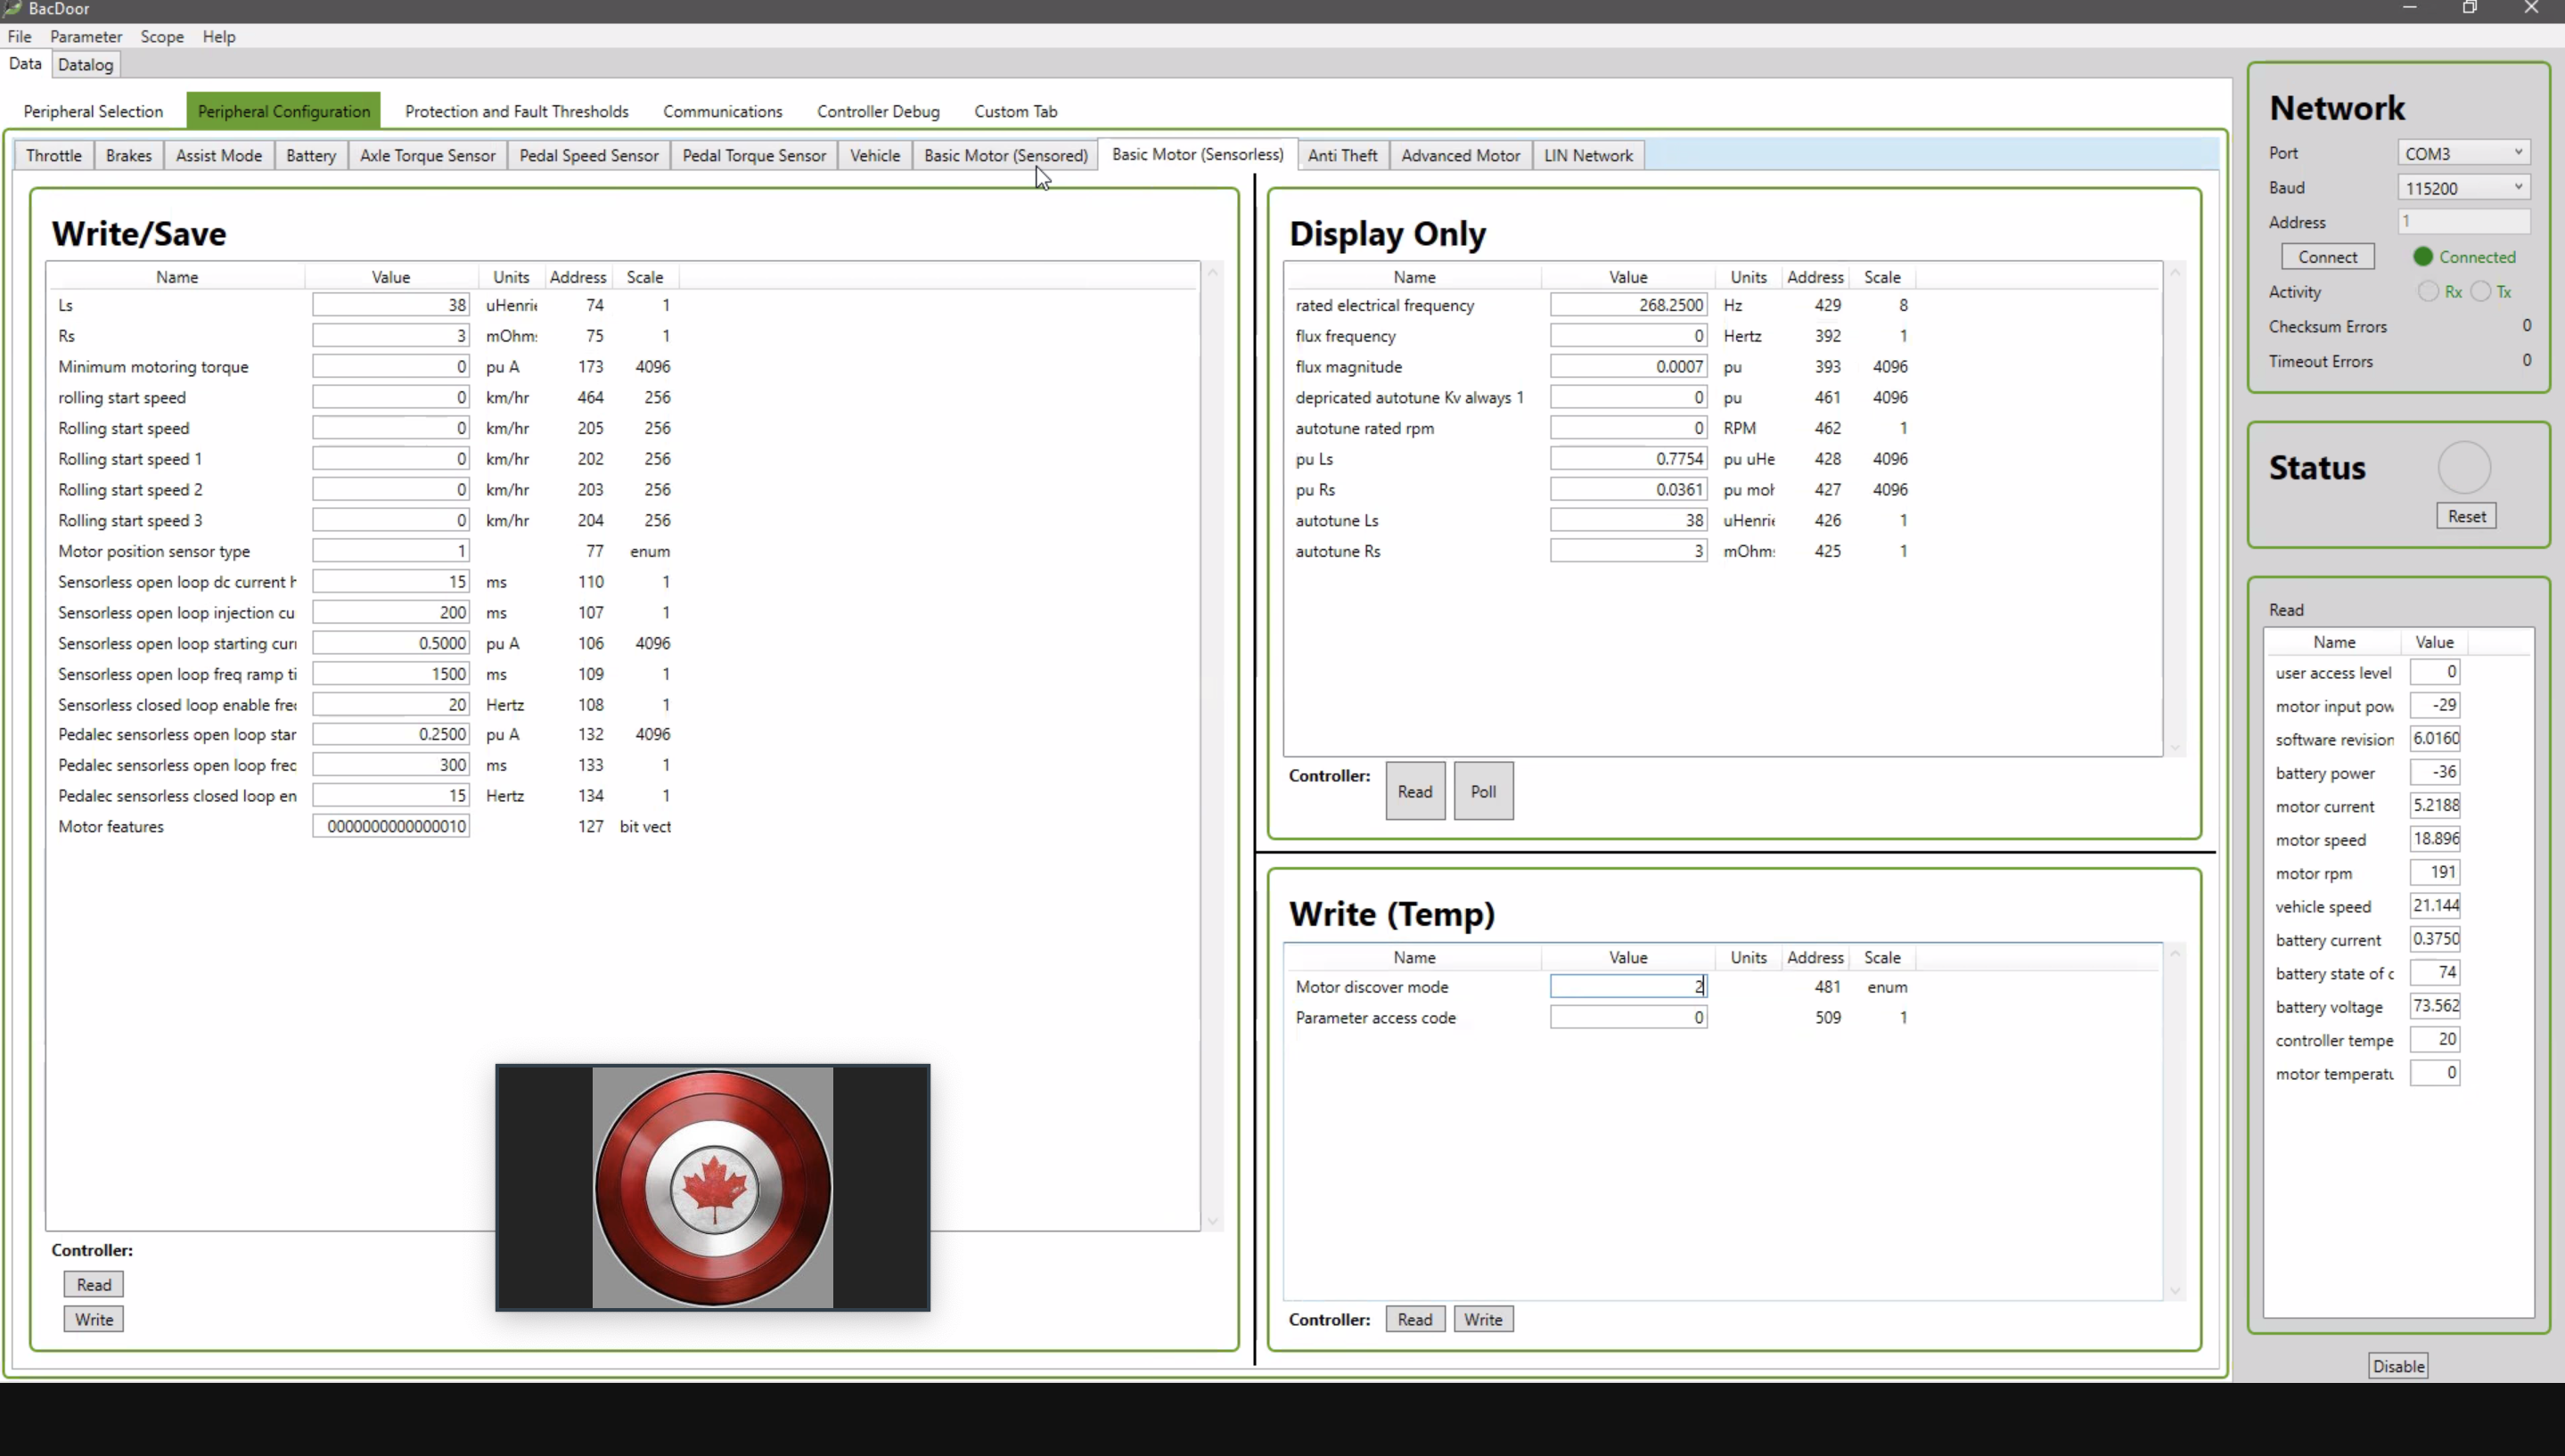 BacDoor
File Parameter Scope Help
Data Datalog
Peripheral Selection Peripheral Configuration Protection and Fault Thresholds Communications Controller Debug Custom Tab
Throttle Brakes Assist Mode Battery Axle Torque Sensor Pedal Speed Sensor Pedal Torque Sensor Vehicle Basic Motor (Sensored) Basic Motor (Sensorless) Anti Theft Advanced Motor LIN Network
Write/Save
Name Value Units Address Scale
Ls 38 uHenrie 74 1
Rs 3 mOhm: 75 1
Minimum motoring torque 0 pu A 173 4096
rolling start speed 0 km/hr 464 256
Rolling start speed 0 km/hr 205 256
Rolling start speed 1 0 km/hr 202 256
Rolling start speed 2 0 km/hr 203 256
Rolling start speed 3 0 km/hr 204 256
Motor position sensor type 1 77 enum
Sensorless open loop dc current h 15 ms 110 1
Sensorless open loop injection cu 200 ms 107 1
Sensorless open loop starting curr 0.5000 pu A 106 4096
Sensorless open loop freq ramp ti 1500 ms 109 1
Sensorless closed loop enable fre 20 Hertz 108 1
Pedalec sensorless open loop star 0.2500 pu A 132 4096
Pedalec sensorless open loop frec 300 ms 133 1
Pedalec sensorless closed loop en 15 Hertz 134 1
Motor features 0000000000000010 127 bit vect
Controller:
Read
Write
Display Only
Name Value Units Address Scale
rated electrical frequency 268.2500 Hz 429 8
flux frequency 0 Hertz 392 1
flux magnitude 0.0007 pu 393 4096
depricated autotune Kv always 1 0 pu 461 4096
autotune rated rpm 0 RPM 462 1
pu Ls 0.7754 pu uHe 428 4096
pu Rs 0.0361 pu moh 427 4096
autotune Ls 38 uHenrie 426 1
autotune Rs 3 mOhm: 425 1
Controller: Read Poll
Write (Temp)
Name Value Units Address Scale
Motor discover mode 2 481 enum
Parameter access code 0 509 1
Controller: Read Write
Network
Port COM3
Baud 115200
Address 1
Connect Connected
Activity Rx Tx
Checksum Errors 0
Timeout Errors 0
Status
Reset
Read
Name Value
user access level 0
motor input pow -29
software revision 6.0160
battery power -36
motor current 5.2188
motor speed 18.896
motor rpm 191
vehicle speed 21.144
battery current 0.3750
battery state of c 74
battery voltage 73.562
controller tempe 20
motor temperatu 0
Disable